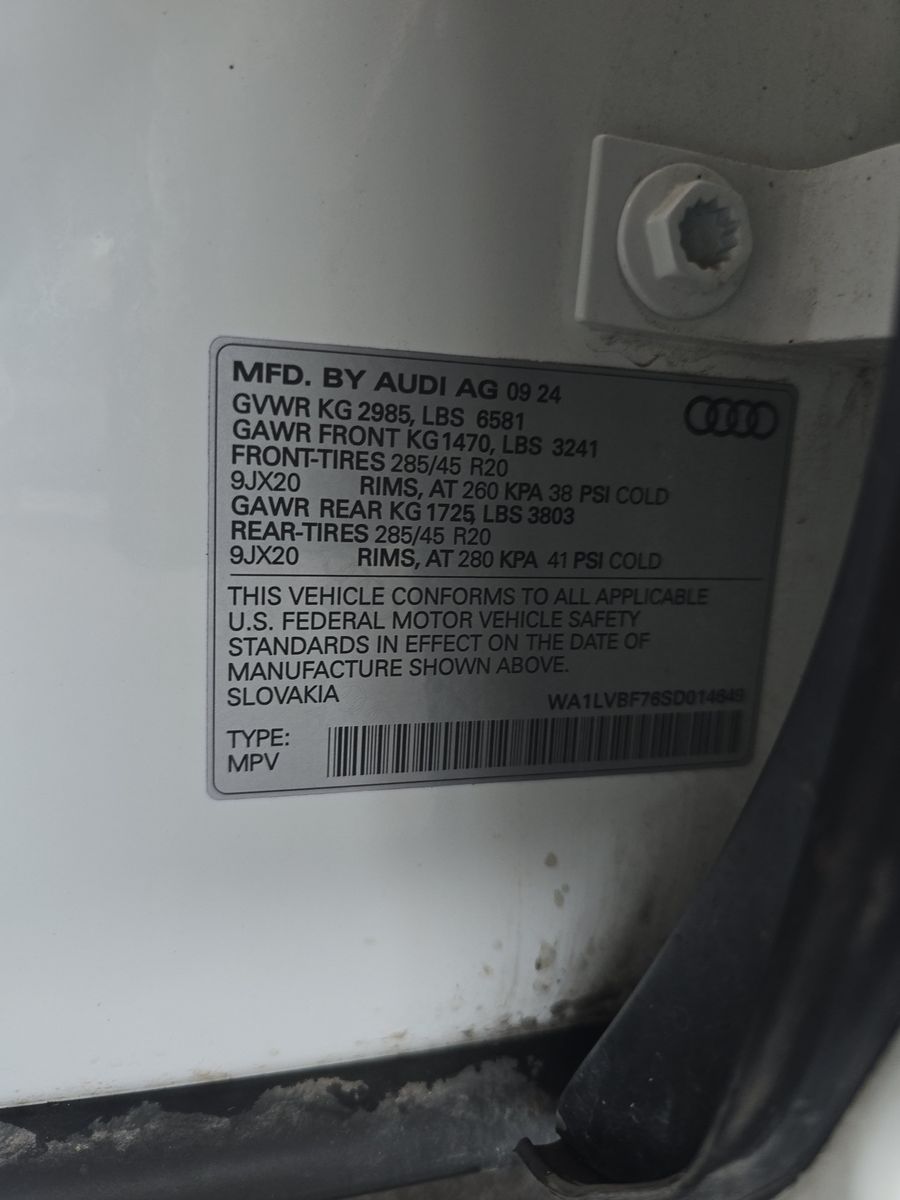 MFD. BY AUDI AG 09 24
GVWR KG 2985, LBS 6581
GAWR FRONT KG1470, LBS 3241
FRONT-TIRES 285/45 R20
9JX20 RIMS, AT 260 KPA 38 PSI COLD
GAWR REAR KG 1725, LBS 3803
REAR-TIRES 285/45 R20
9JX20 RIMS, AT 280 KPA 41 PSI COLD
THIS VEHICLE CONFORMS TO ALL APPLICABLE
U.S. FEDERAL MOTOR VEHICLE SAFETY
STANDARDS IN EFFECT ON THE DATE OF
MANUFACTURE SHOWN ABOVE.
SLOVAKIA WA1LVBF76SD014649
TYPE:
MPV